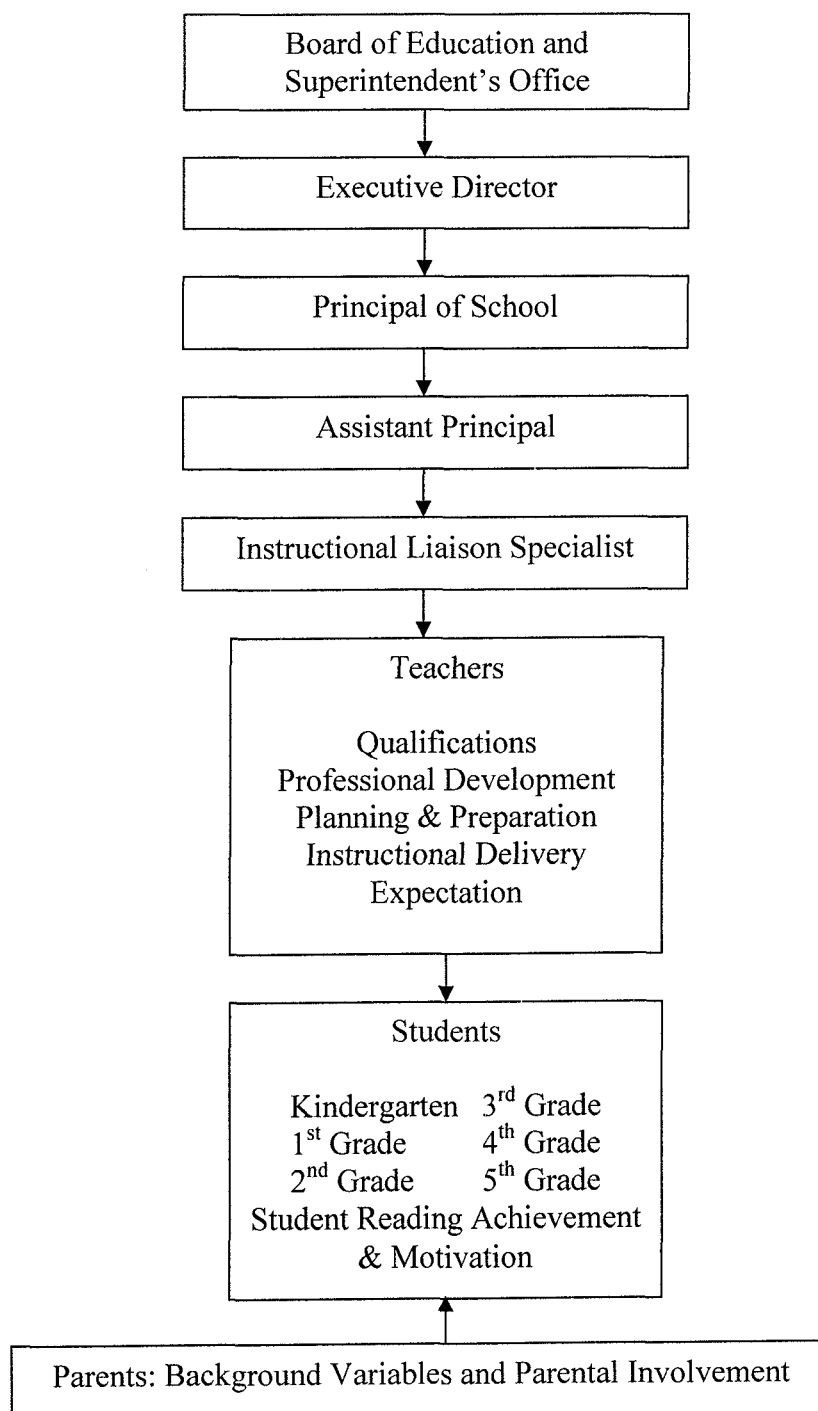 Board of Education and
Superintendent's Office
Executive Director
Principal of School
Assistant Principal
Instructional Liaison Specialist
Teachers
Qualifications
Professional Development
Planning & Preparation
Instructional Delivery
Expectation
Students
Kindergarten 3rd Grade
1st Grade 4th Grade
2nd Grade 5th Grade
Student Reading Achievement
& Motivation
Parents: Background Variables and Parental Involvement